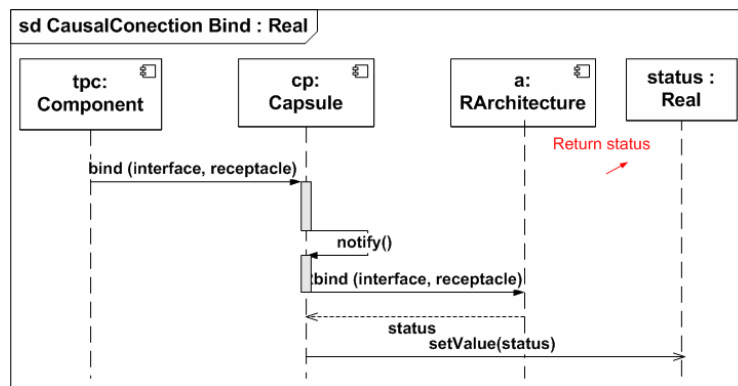 sd CausalConection Bind : Real
tpc:
Component
cp:
Capsule
a:
RArchitecture
status :
Real
Return status
bind (interface, receptacle)
notify()
Rbind (interface, receptacle)
status
setValue(status)